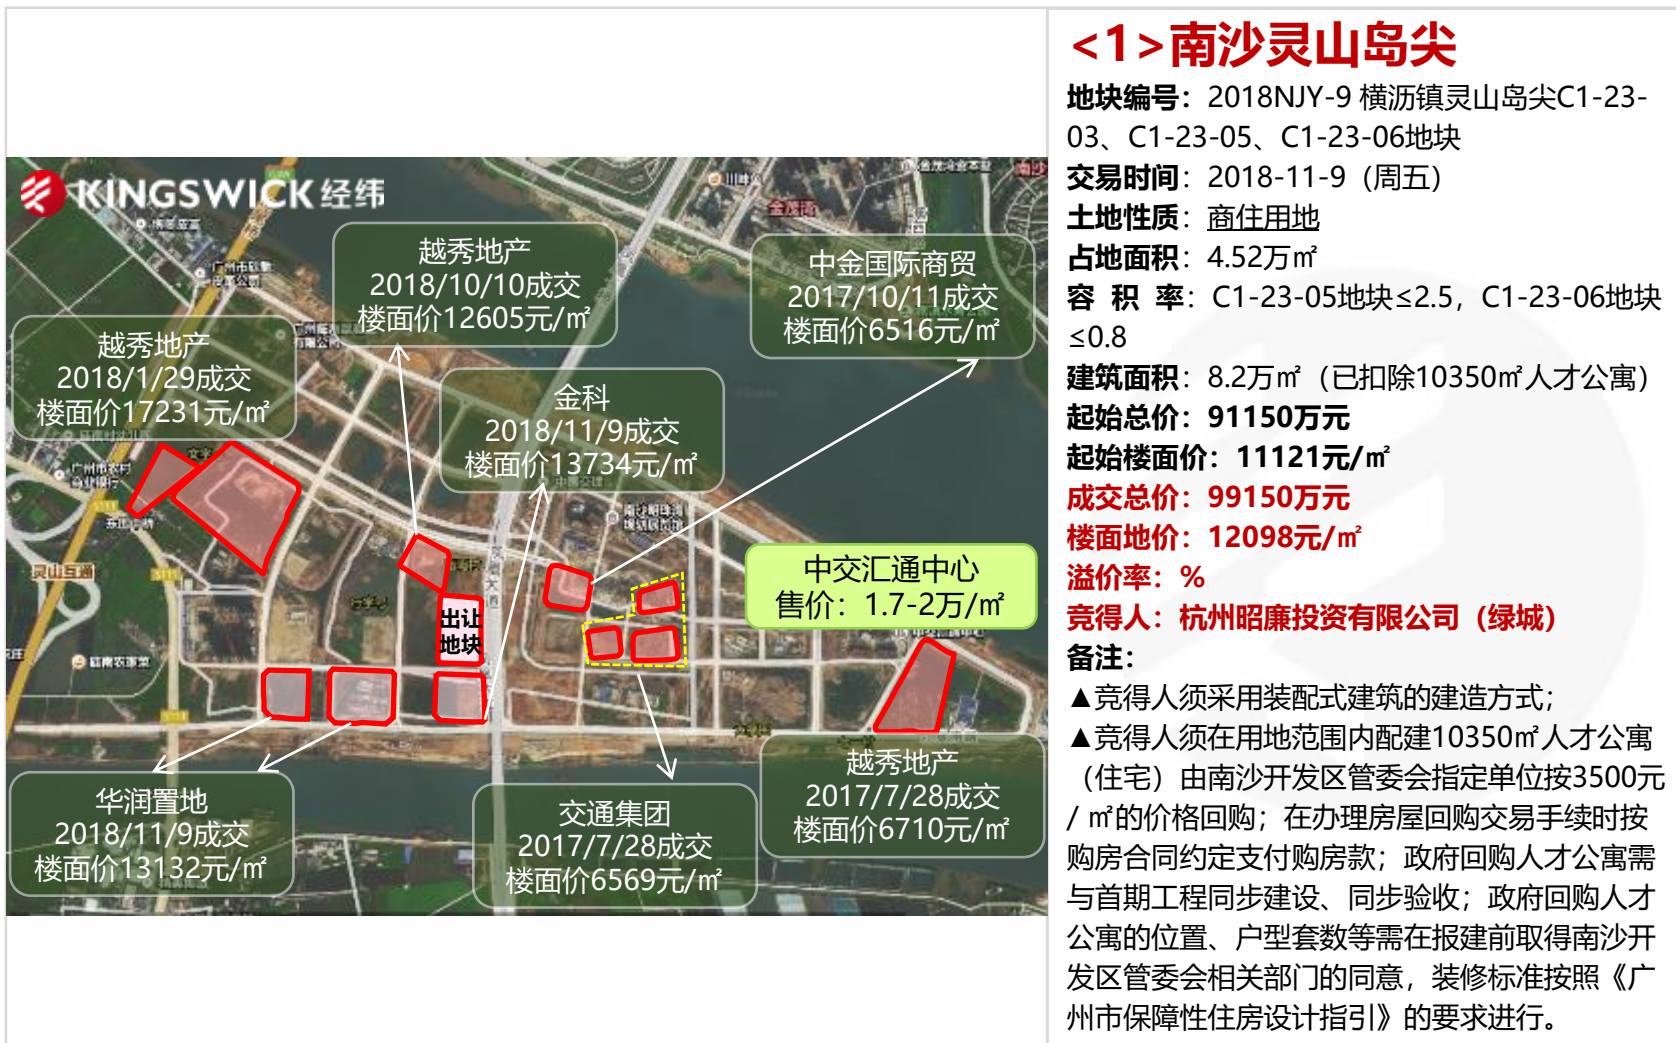 KINGSWICK 经纬
越秀地产
2018/10/10成交
楼面价12605元/㎡
中金国际商贸
2017/10/11成交
楼面价6516元/㎡
越秀地产
2018/1/29成交
楼面价17231元/㎡
金科
2018/11/9成交
楼面价13734元/㎡
中交汇通中心
售价：1.7-2万/㎡
出让
地块
灵山互通
金茂湾
华润置地
2018/11/9成交
楼面价13132元/㎡
交通集团
2017/7/28成交
楼面价6569元/㎡
越秀地产
2017/7/28成交
楼面价6710元/㎡
<1>南沙灵山岛尖
地块编号：2018NJY-9 横沥镇灵山岛尖C1-23-
03、C1-23-05、C1-23-06地块
交易时间：2018-11-9（周五）
土地性质：商住用地
占地面积：4.52万㎡
容 积 率：C1-23-05地块≤2.5，C1-23-06地块
≤0.8
建筑面积：8.2万㎡（已扣除10350㎡人才公寓）
起始总价：91150万元
起始楼面价：11121元/㎡
成交总价：99150万元
楼面地价：12098元/㎡
溢价率：%
竞得人：杭州昭廉投资有限公司（绿城）
备注：
▲竞得人须采用装配式建筑的建造方式；
▲竞得人须在用地范围内配建10350㎡人才公寓
（住宅）由南沙开发区管委会指定单位按3500元
/ ㎡的价格回购；在办理房屋回购交易手续时按
购房合同约定支付购房款；政府回购人才公寓需
与首期工程同步建设、同步验收；政府回购人才
公寓的位置、户型套数等需在报建前取得南沙开
发区管委会相关部门的同意，装修标准按照《广
州市保障性住房设计指引》的要求进行。